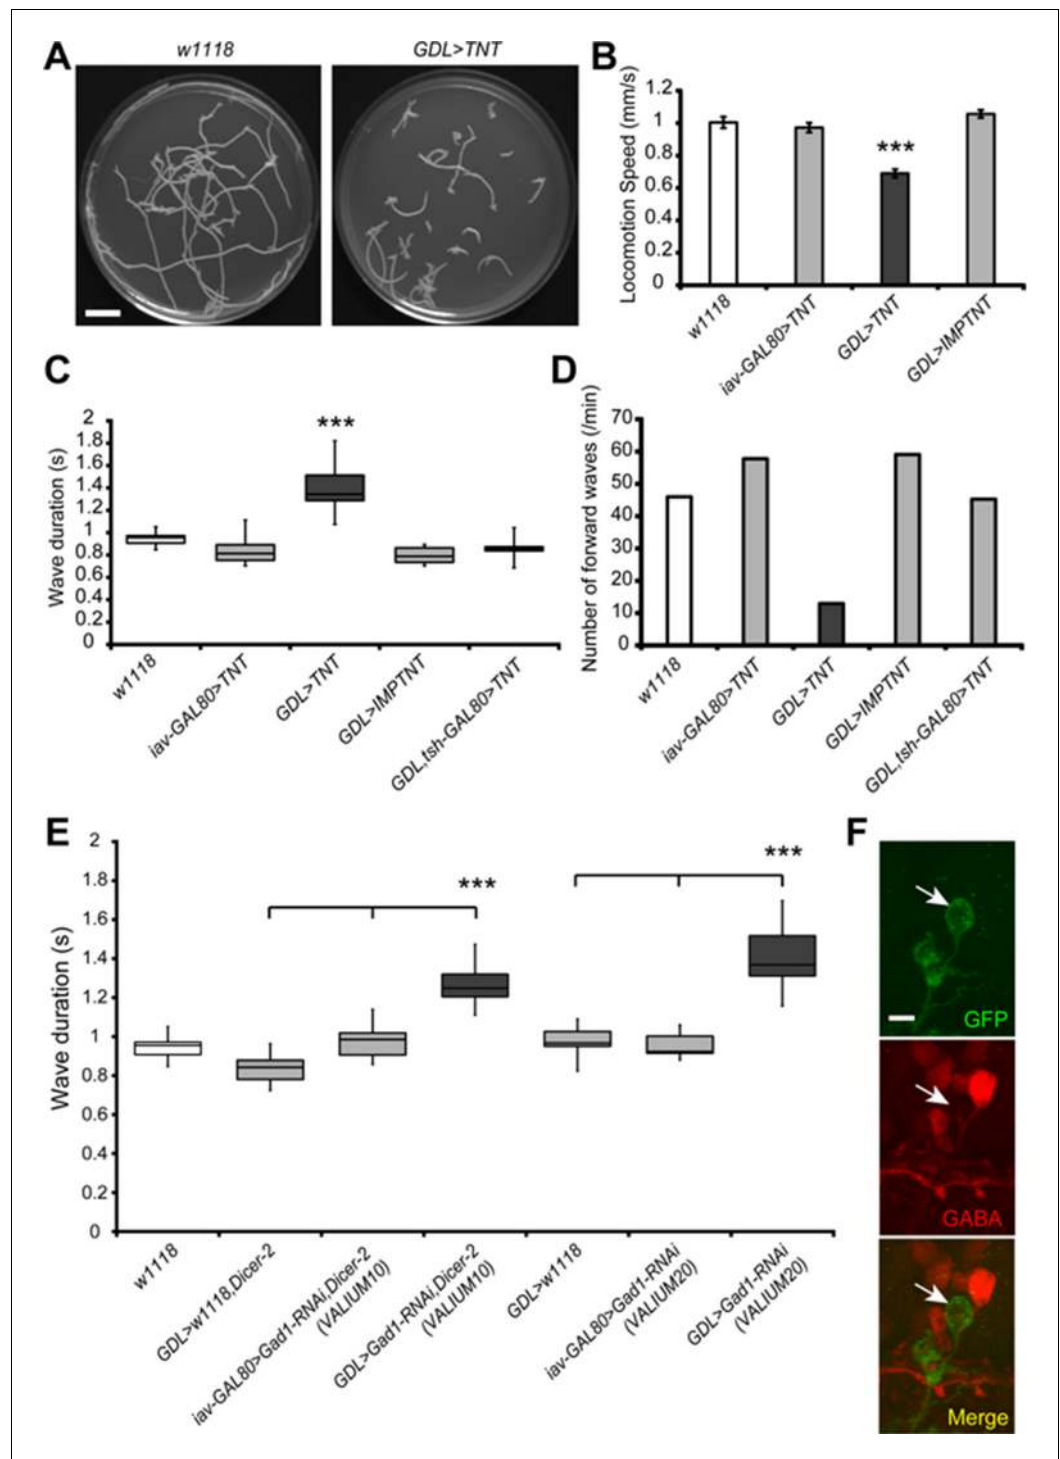 A
w1118
GDL>TNT
B
Locomotion Speed (mm/s)
1.2
1
0.8
0.6
0.4
0.2
0
***
w1118
iav-GAL80>TNT
GDL>TNT
GDL>IMPTNT
C
Wave duration (s)
2
1.8
1.6
1.4
1.2
1
0.8
0.6
0.4
0.2
0
***
w1118
iav-GAL80>TNT
GDL>TNT
GDL>IMPTNT
GDL,tsh-GAL80>TNT
D
Number of forward waves (/min)
70
60
50
40
30
20
10
0
w1118
iav-GAL80>TNT
GDL>TNT
GDL>IMPTNT
GDL,tsh-GAL80>TNT
E
Wave duration (s)
2
1.8
1.6
1.4
1.2
1
0.8
0.6
0.4
0.2
0
***
***
w1118
GDL>w1118,Dicer-2
iav-GAL80>Gad1-RNAi,Dicer-2
(VALIUM10)
GDL>Gad1-RNAi,Dicer-2
(VALIUM10)
GDL>w1118
iav-GAL80>Gad1-RNAi
(VALIUM20)
GDL>Gad1-RNAi
(VALIUM20)
F
GFP
GABA
Merge